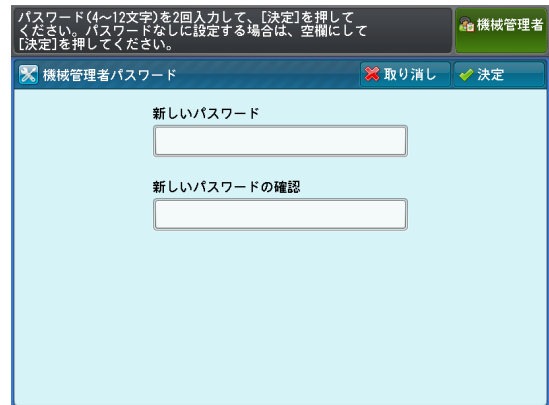 パスワード(4～12文字)を2回入力して、[決定]を押して
ください。パスワードなしに設定する場合は、空欄にして
[決定]を押してください。
機械管理者
機械管理者パスワード
取り消し
決定
新しいパスワード
新しいパスワードの確認